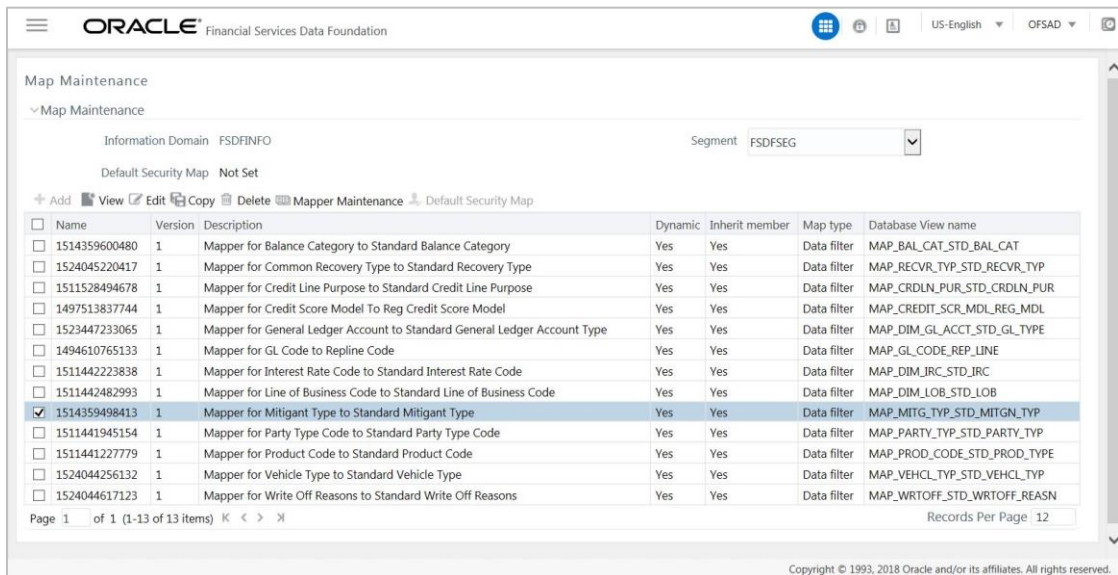 ORACLE® Financial Services Data Foundation US-English OFSAD
Map Maintenance
Map Maintenance
Information Domain FSDFINFO Segment FSDFSEG
Default Security Map Not Set
Add View Edit Copy Delete Mapper Maintenance Default Security Map
Name Version Description Dynamic Inherit member Map type Database View name
1514359600480 1 Mapper for Balance Category to Standard Balance Category Yes Yes Data filter MAP_BAL_CAT_STD_BAL_CAT
1524045220417 1 Mapper for Common Recovery Type to Standard Recovery Type Yes Yes Data filter MAP_RECVR_TYP_STD_RECVR_TYP
1511528494678 1 Mapper for Credit Line Purpose to Standard Credit Line Purpose Yes Yes Data filter MAP_CRDLN_PUR_STD_CRDLN_PUR
1497513837744 1 Mapper for Credit Score Model To Reg Credit Score Model Yes Yes Data filter MAP_CREDIT_SCR_MDL_REG_MDL
1523447233065 1 Mapper for General Ledger Account to Standard General Ledger Account Type Yes Yes Data filter MAP_DIM_GL_ACCT_STD_GL_TYPE
1494610765133 1 Mapper for GL Code to Repline Code Yes Yes Data filter MAP_GL_CODE_REP_LINE
1511442223838 1 Mapper for Interest Rate Code to Standard Interest Rate Code Yes Yes Data filter MAP_DIM_IRC_STD_IRC
1511442482993 1 Mapper for Line of Business Code to Standard Line of Business Code Yes Yes Data filter MAP_DIM_LOB_STD_LOB
1514359498413 1 Mapper for Mitigant Type to Standard Mitigant Type Yes Yes Data filter MAP_MITG_TYP_STD_MITGN_TYP
1511441945154 1 Mapper for Party Type Code to Standard Party Type Code Yes Yes Data filter MAP_PARTY_TYP_STD_PARTY_TYP
1511441227779 1 Mapper for Product Code to Standard Product Code Yes Yes Data filter MAP_PROD_CODE_STD_PROD_TYPE
1524044256132 1 Mapper for Vehicle Type to Standard Vehicle Type Yes Yes Data filter MAP_VEHCL_TYP_STD_VEHCL_TYP
1524044617123 1 Mapper for Write Off Reasons to Standard Write Off Reasons Yes Yes Data filter MAP_WRTOFF_STD_WRTOFF_REASN
Page 1 of 1 (1-13 of 13 items) Records Per Page 12
Copyright © 1993, 2018 Oracle and/or its affiliates. All rights reserved.